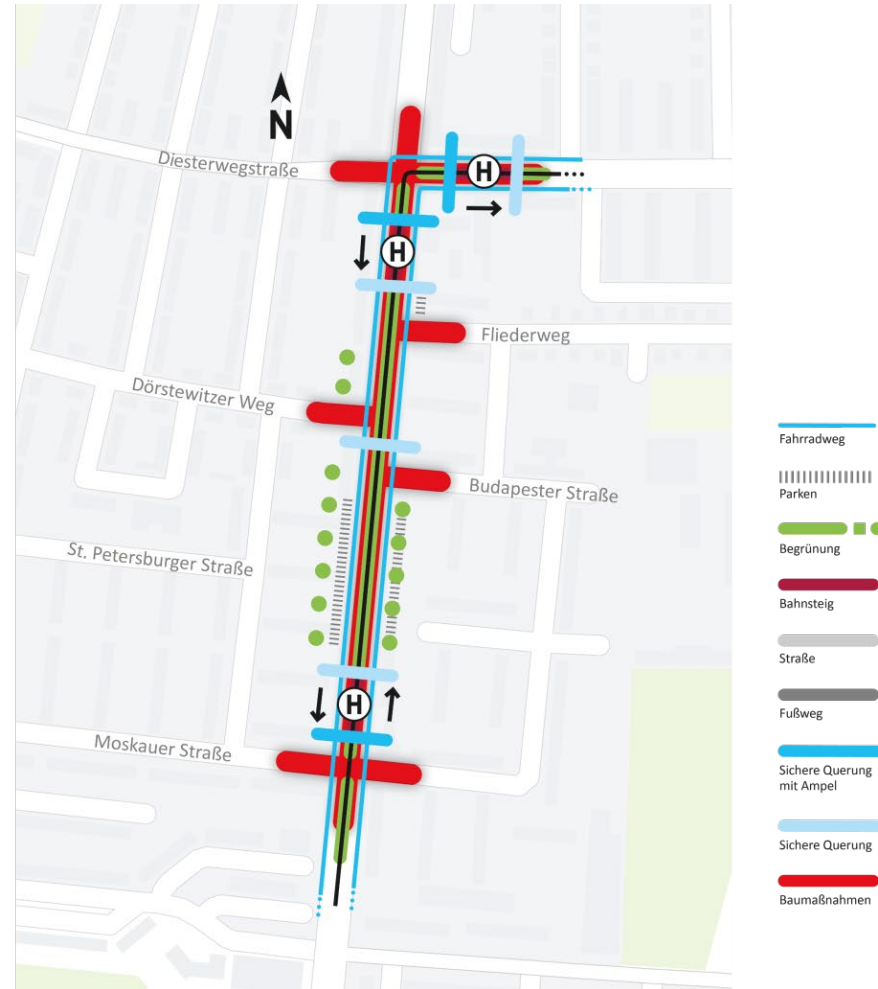 N
Diesterwegstraße
H
H
Fliederweg
Dörstewitzer Weg
Budapester Straße
St. Petersburger Straße
H
Moskauer Straße
Fahrradweg
Parken
Begrünung
Bahnsteig
Straße
Fußweg
Sichere Querung
mit Ampel
Sichere Querung
Baumaßnahmen